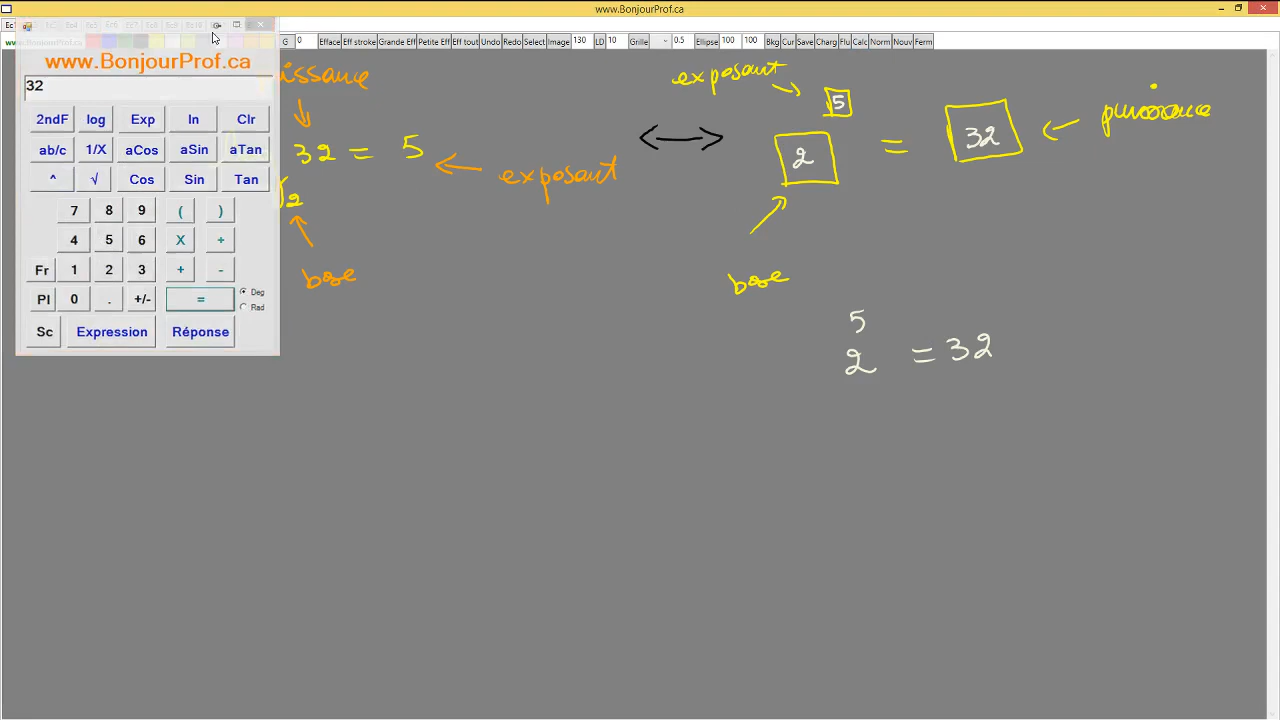 www.BonjourProf.ca
G 0 Efface Eff stroke Grande Eff Petite Eff Eff tout Undo Redo Select Image 130 LD 10 Grille 0.5 Ellipse 100 100 Bkg Cur Save Charg Flu Calc Norm Nouv Ferm
www.BonjourProf.ca
32
2ndF log Exp ln Clr
ab/c 1/X aCos aSin aTan
^ √ Cos Sin Tan
7 8 9 ( )
4 5 6 X ÷
Fr 1 2 3 + -
PI 0 . +/- = Deg
Rad
Sc Expression Réponse
issance
32 = 5
2
exposant
base
exposant
5
2 = 32
puissance
base
5
2 = 32